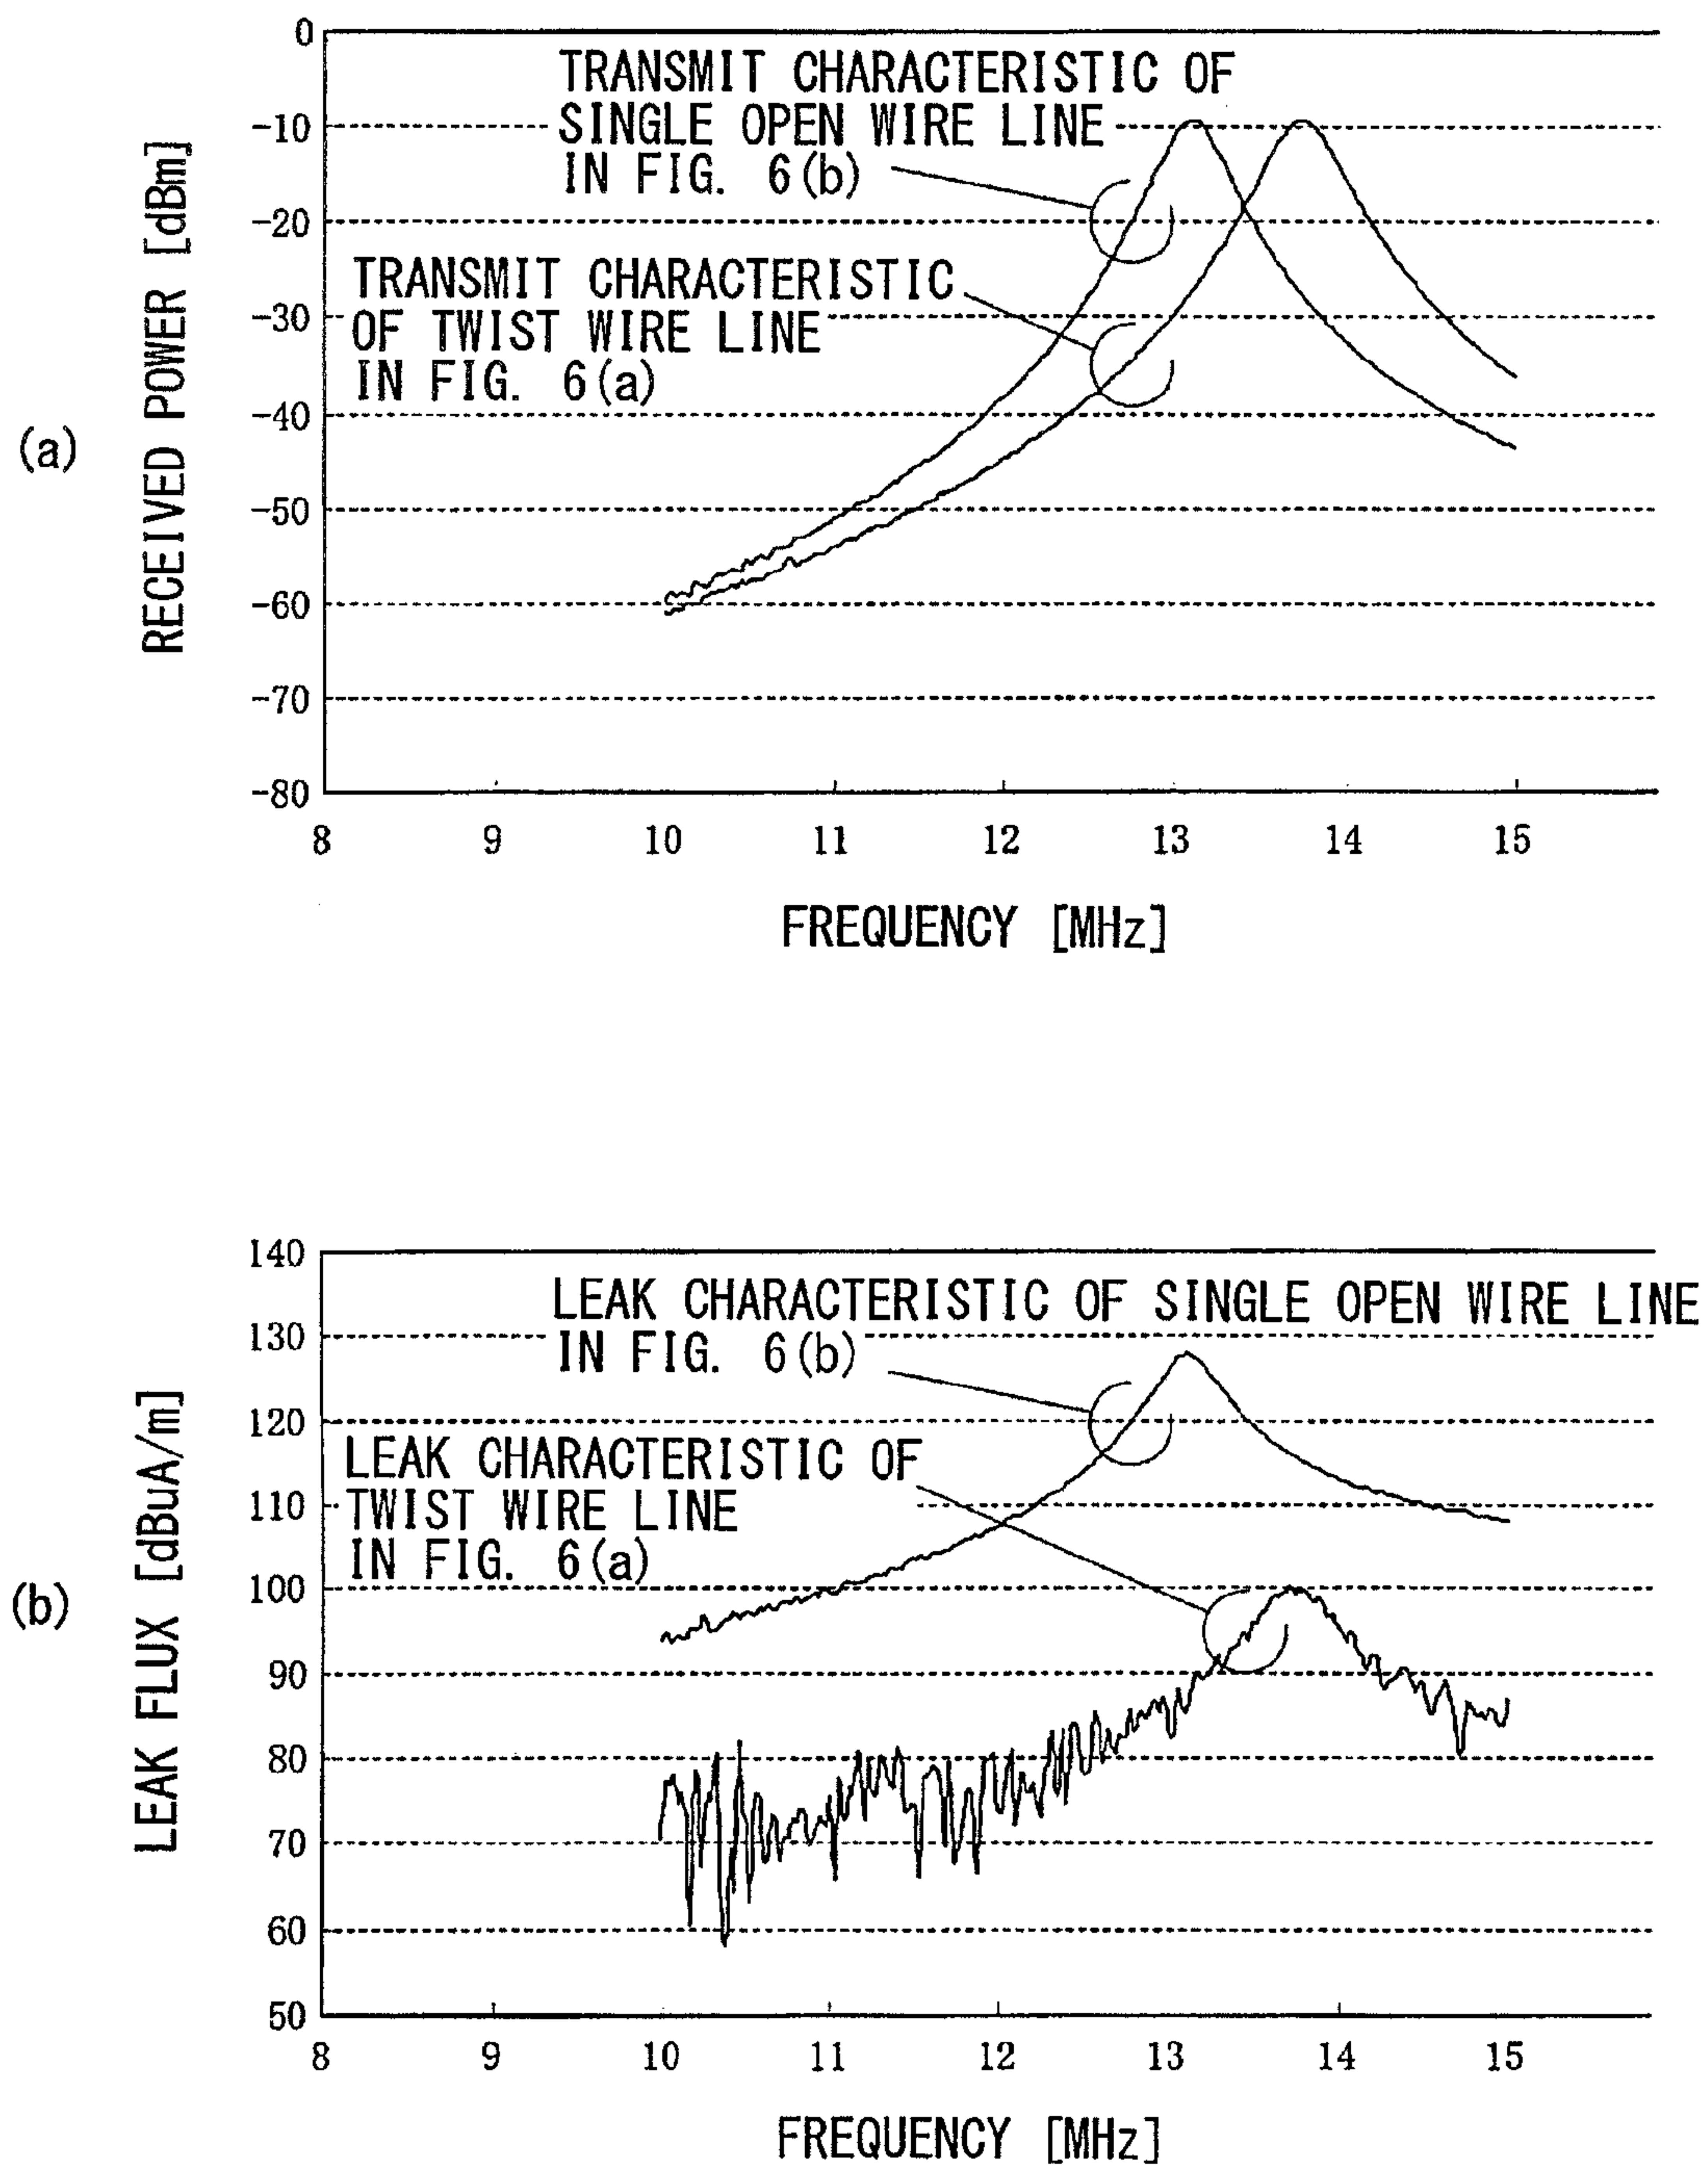 (a)
RECEIVED POWER [dBm]
0
-10
-20
-30
-40
-50
-60
-70
-80
TRANSMIT CHARACTERISTIC OF
SINGLE OPEN WIRE LINE
IN FIG. 6(b)
TRANSMIT CHARACTERISTIC
OF TWIST WIRE LINE
IN FIG. 6(a)
8 9 10 11 12 13 14 15
FREQUENCY [MHz]
(b)
LEAK FLUX [dBuA/m]
140
130
120
110
100
90
80
70
60
50
LEAK CHARACTERISTIC OF SINGLE OPEN WIRE LINE
IN FIG. 6(b)
LEAK CHARACTERISTIC OF
TWIST WIRE LINE
IN FIG. 6(a)
8 9 10 11 12 13 14 15
FREQUENCY [MHz]